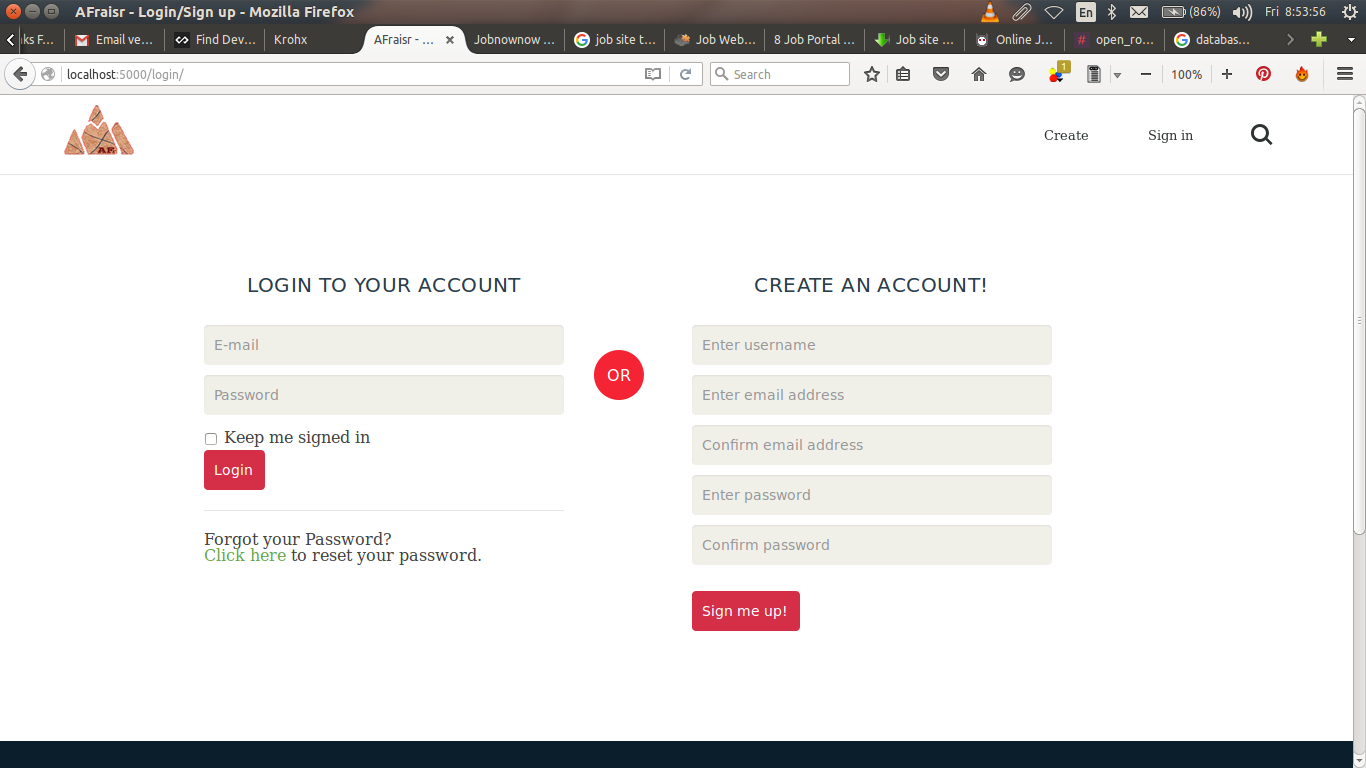 AFraisr - Login/Sign up - Mozilla Firefox
En
(86%)
Fri 8:53:56
ks F...
Email ve...
Find Dev...
Krohx
AFraisr - ...
Jobnownow ...
job site t...
Job Web...
8 Job Portal ...
Job site ...
Online J...
open_ro...
databas...
localhost:5000/login/
Search
1
100%
AF
Create
Sign in
LOGIN TO YOUR ACCOUNT
E-mail
Password
Keep me signed in
Login
Forgot your Password?
Click here to reset your password.
OR
CREATE AN ACCOUNT!
Enter username
Enter email address
Confirm email address
Enter password
Confirm password
Sign me up!